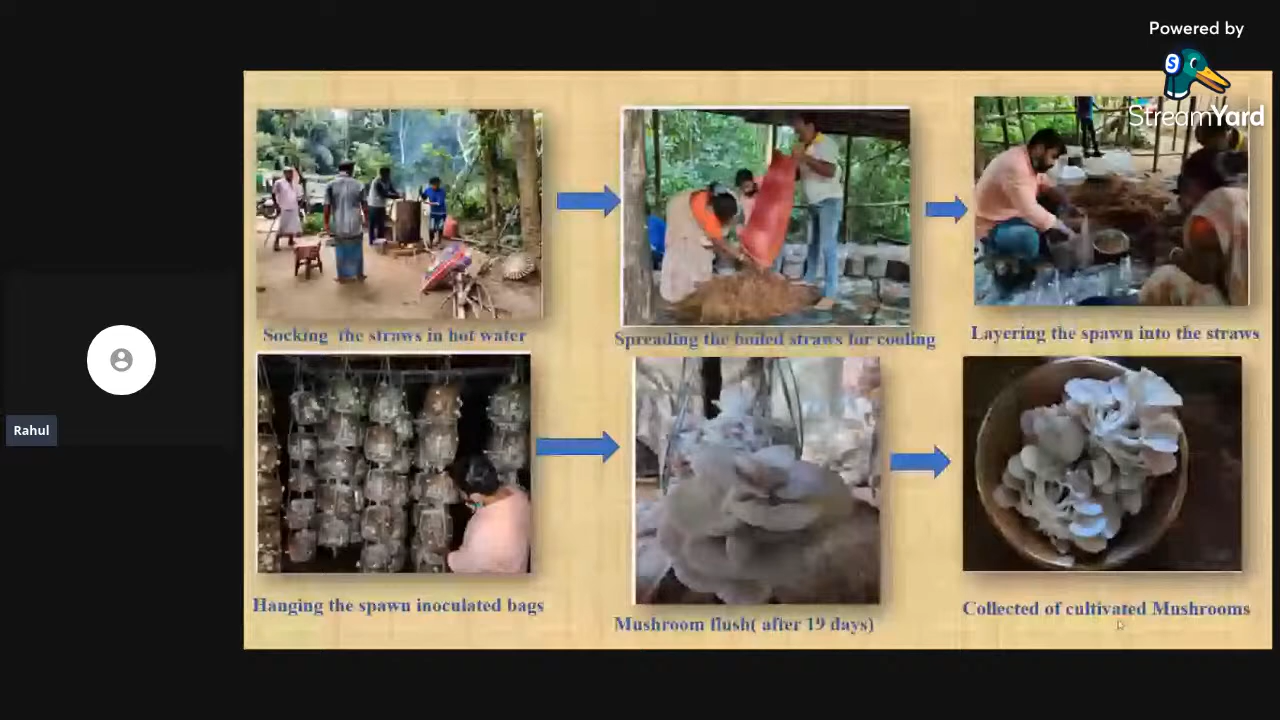 Powered by
StreamYard
Socking the straws in hot water
Spreading the boiled straws for cooling
Layering the spawn into the straws
Rahul
Hanging the spawn inoculated bags
Mushroom flush( after 19 days)
Collected of cultivated Mushrooms